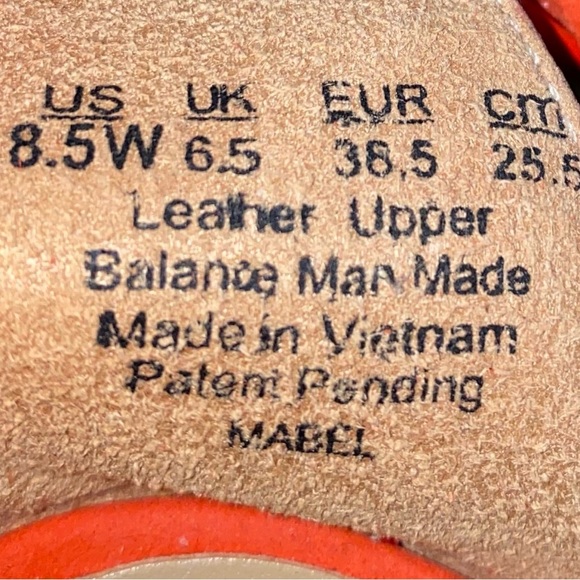 US UK EUR cm
8.5W 6.5 38.5 25.5
Leather Upper
Balance Man Made
Made in Vietnam
Patent Pending
MABEL